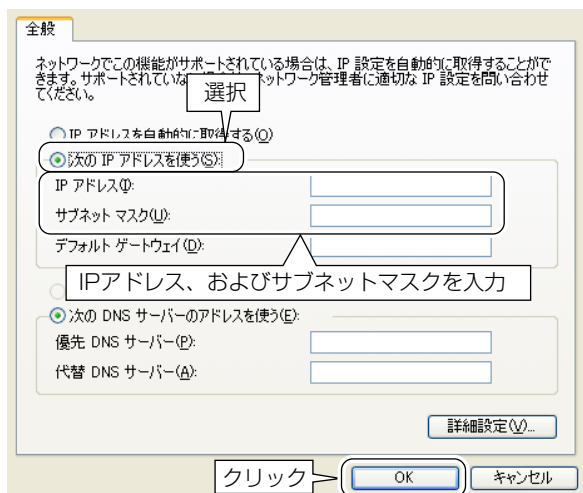 全般
ネットワークでこの機能がサポートされている場合は、IP 設定を自動的に取得することがで
きます。サポートされていな ネットワーク管理者に適切な IP 設定を問い合わせ
てください。
選択
IP アドレスを自動的に取得する(O)
次の IP アドレスを使う(S):
IP アドレス(I):
サブネット マスク(U):
デフォルト ゲートウェイ(D):
IPアドレス、およびサブネットマスクを入力
次の DNS サーバーのアドレスを使う(E):
優先 DNS サーバー(P):
代替 DNS サーバー(A):
詳細設定(V)...
クリック
OK
キャンセル